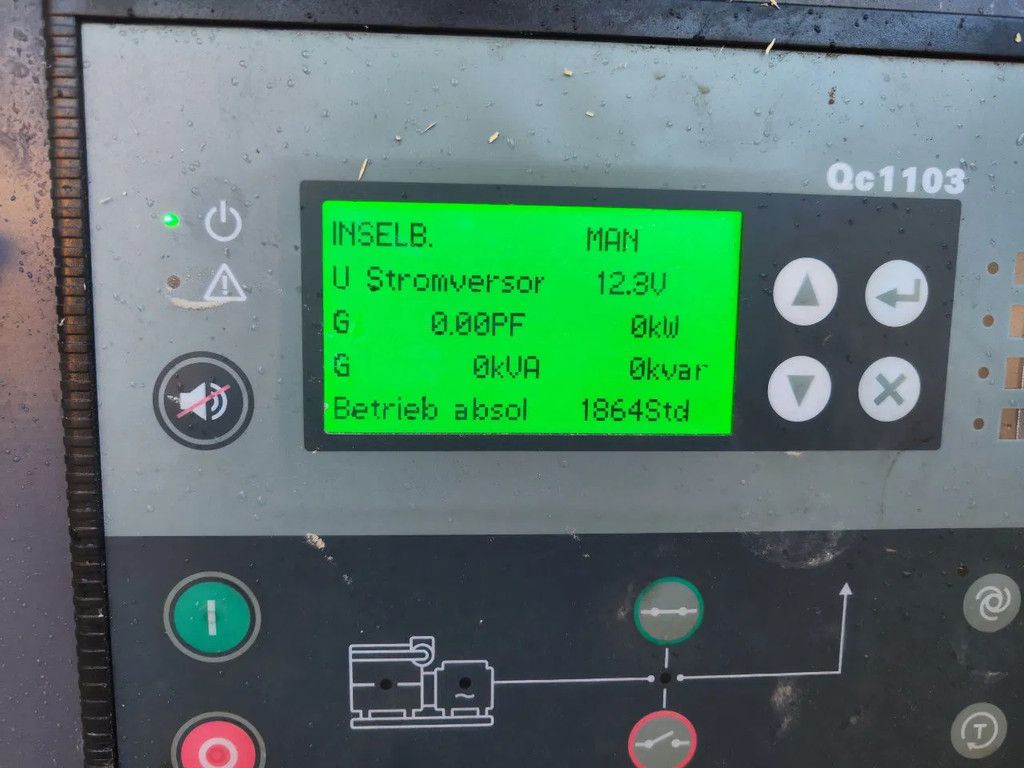 Qc1103
INSELB. MAN
U Stromversor 12.3V
G 0.00PF 0kW
G 0kVA 0kvar
Betrieb absol 1864Std
I
O
T